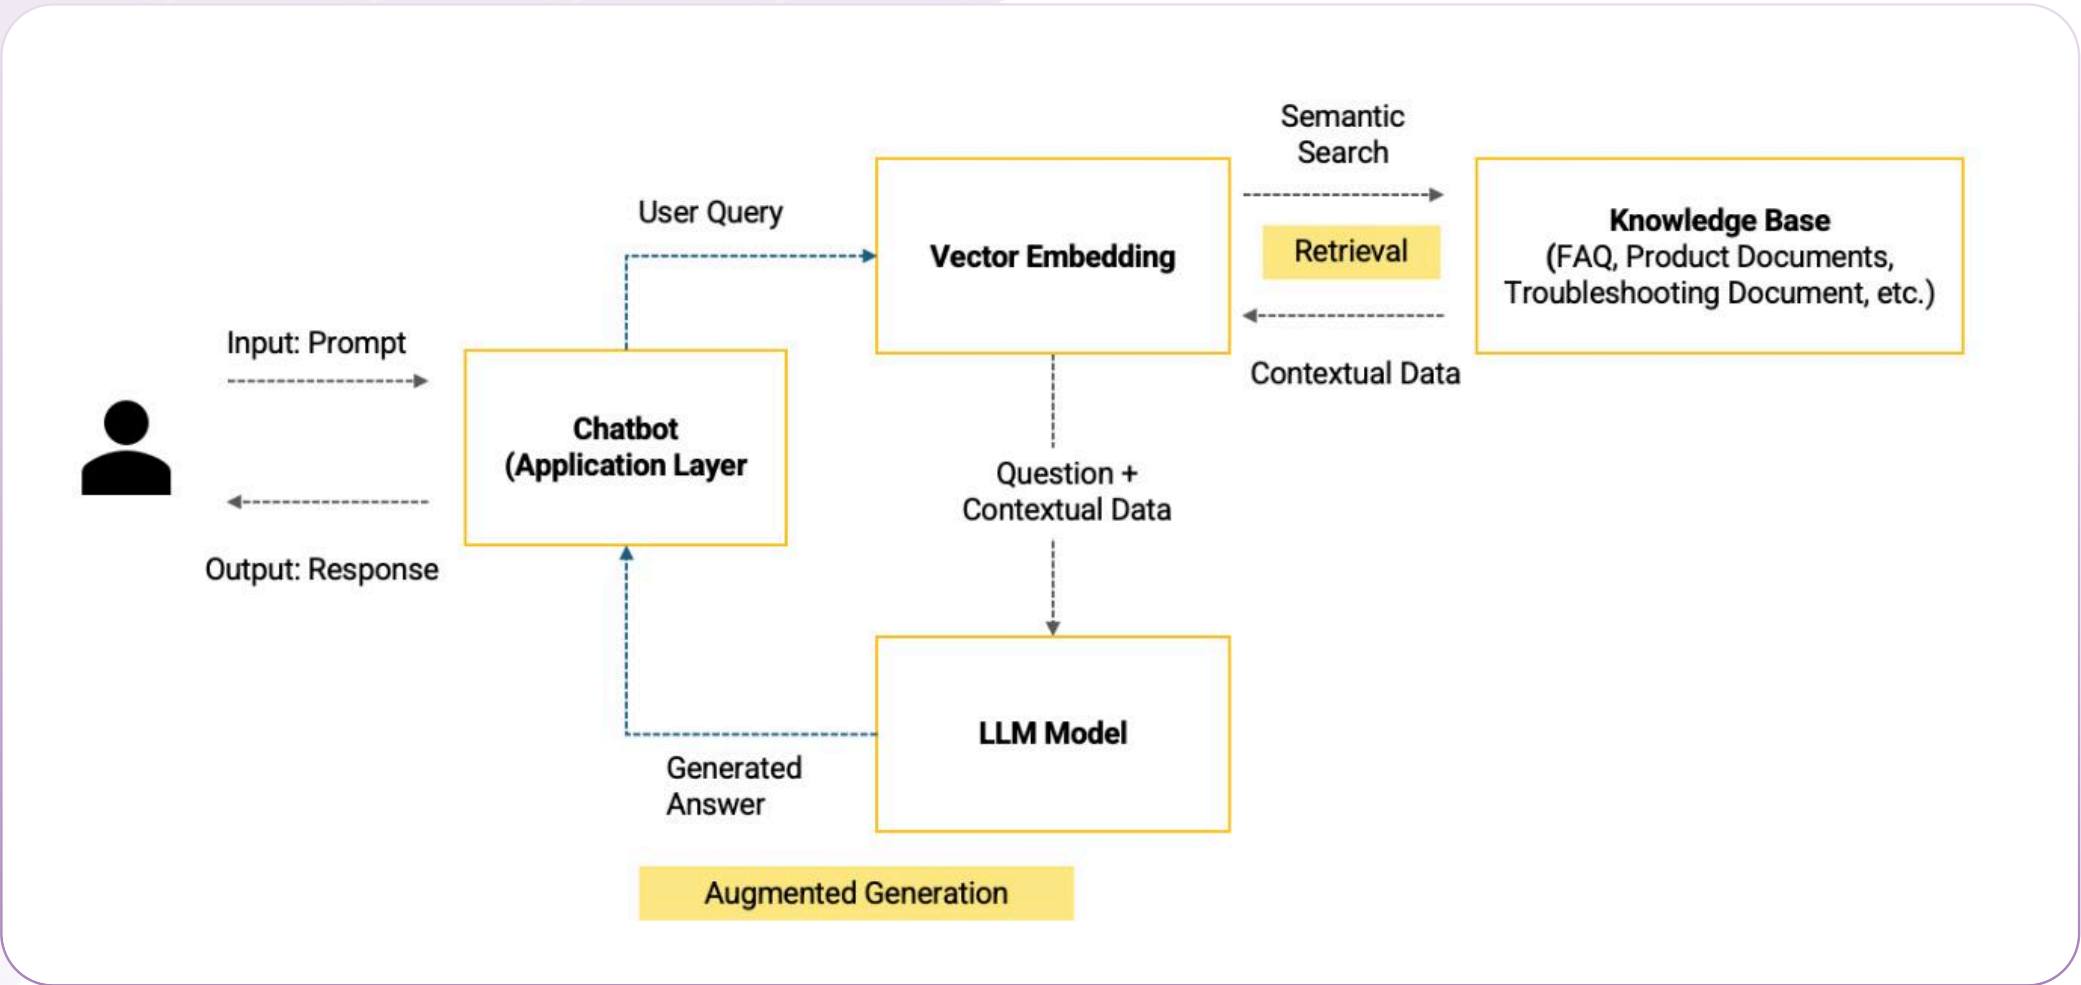 Semantic
Search
User Query
Vector Embedding
Retrieval
Knowledge Base
(FAQ, Product Documents,
Troubleshooting Document, etc.)
Contextual Data
Input: Prompt
Chatbot
(Application Layer
Output: Response
Question +
Contextual Data
LLM Model
Generated
Answer
Augmented Generation